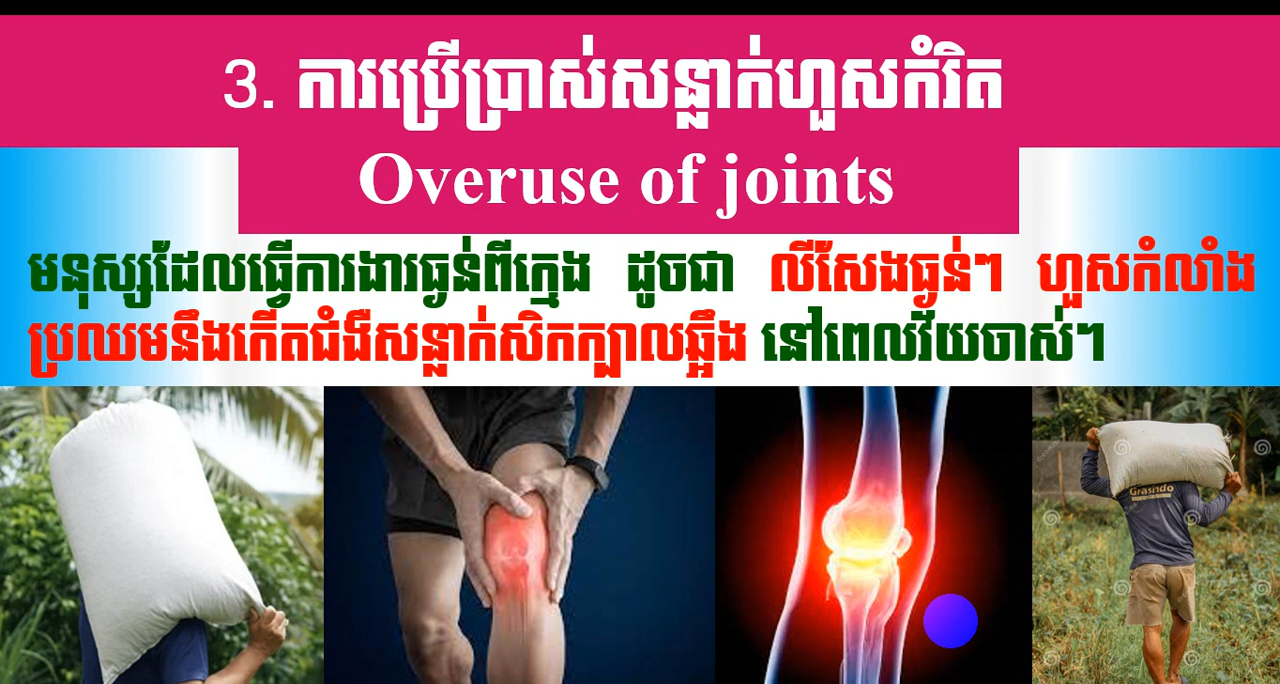 3. ការប្រើប្រាស់សន្លាក់ហួសកំរិត
Overuse of joints
មនុស្សដែលធ្វើការងារធ្ងន់ពីក្មេង ដូចជា លីសែងធ្ងន់ៗ ហួសកំលាំង
ប្រឈមនឹងកើតជំងឺសន្លាក់សិកក្បាលឆ្អឹង នៅពេលវ័យចាស់ៗ
Grasindo